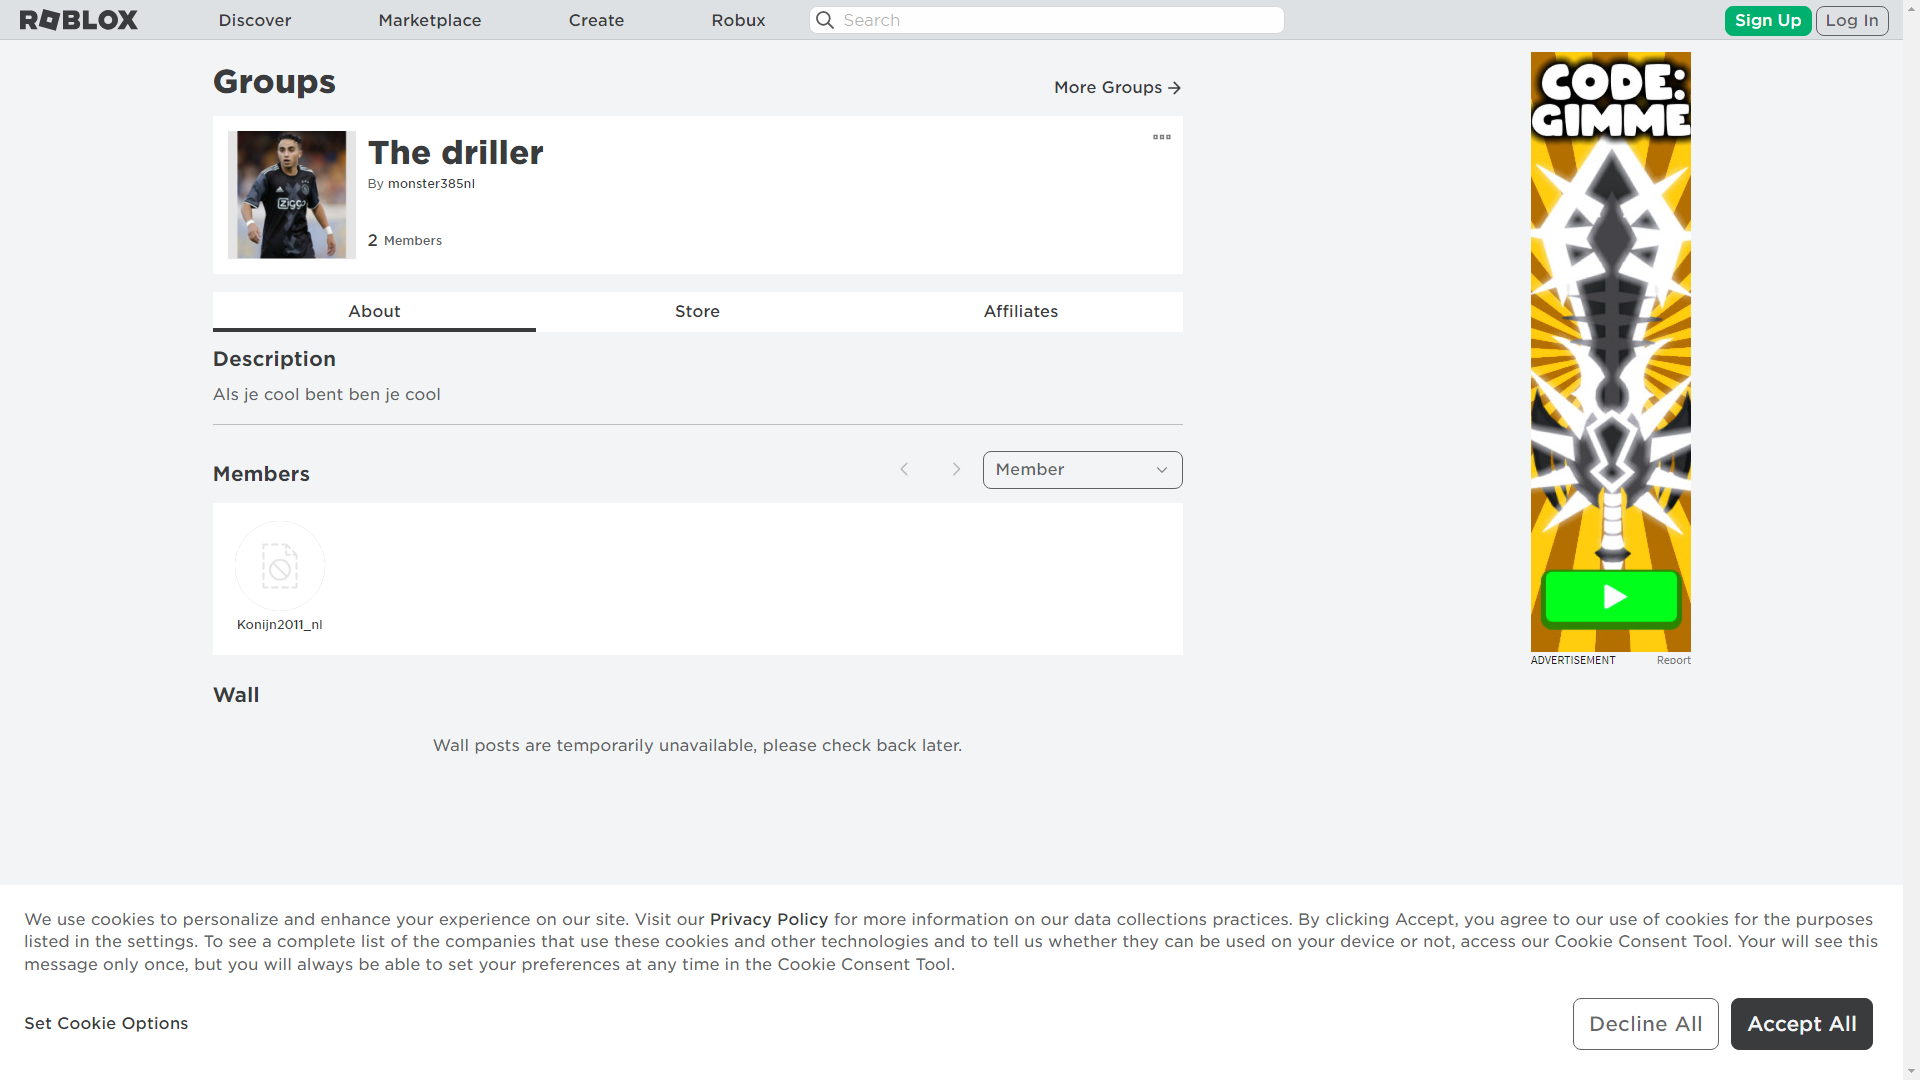 ROBLOX
Discover
Marketplace
Create
Robux
Search
Sign Up
Log In
Groups
More Groups
The driller
By monster385nl
Ziggo
2 Members
About
Store
Affiliates
Description
Als je cool bent ben je cool
Members
Member
Konijn2011_nl
Wall
Wall posts are temporarily unavailable, please check back later.
CODE:
GIMME
ADVERTISEMENT
Report
We use cookies to personalize and enhance your experience on our site. Visit our Privacy Policy for more information on our data collections practices. By clicking Accept, you agree to our use of cookies for the purposes
listed in the settings. To see a complete list of the companies that use these cookies and other technologies and to tell us whether they can be used on your device or not, access our Cookie Consent Tool. Your will see this
message only once, but you will always be able to set your preferences at any time in the Cookie Consent Tool.
Set Cookie Options
Decline All
Accept All